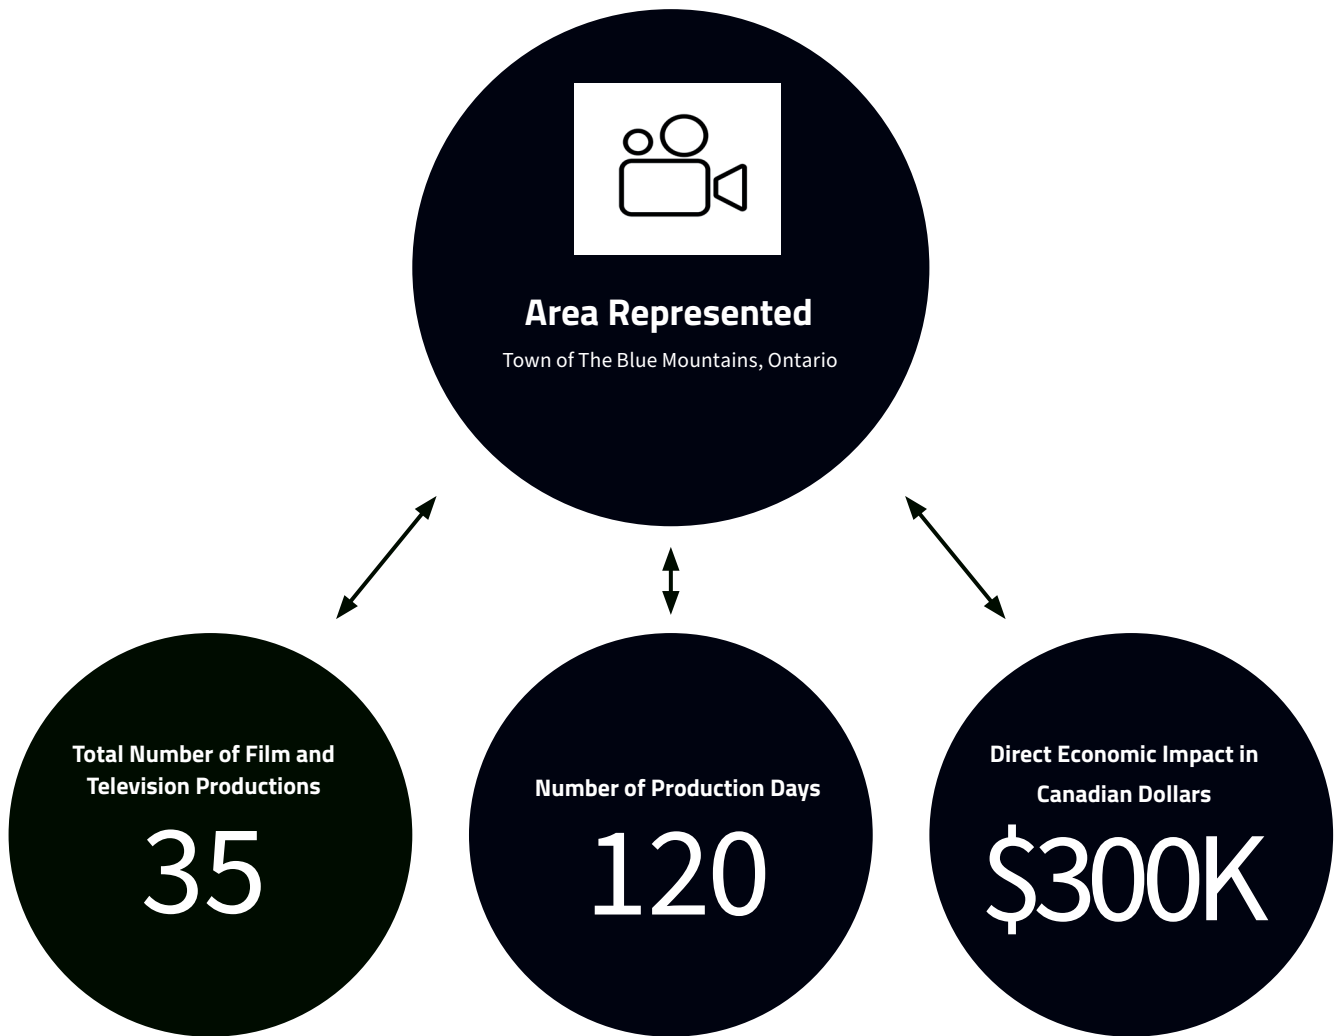 Area Represented
Town of The Blue Mountains, Ontario
Total Number of Film and
Television Productions
35
Number of Production Days
120
Direct Economic Impact in
Canadian Dollars
$300K